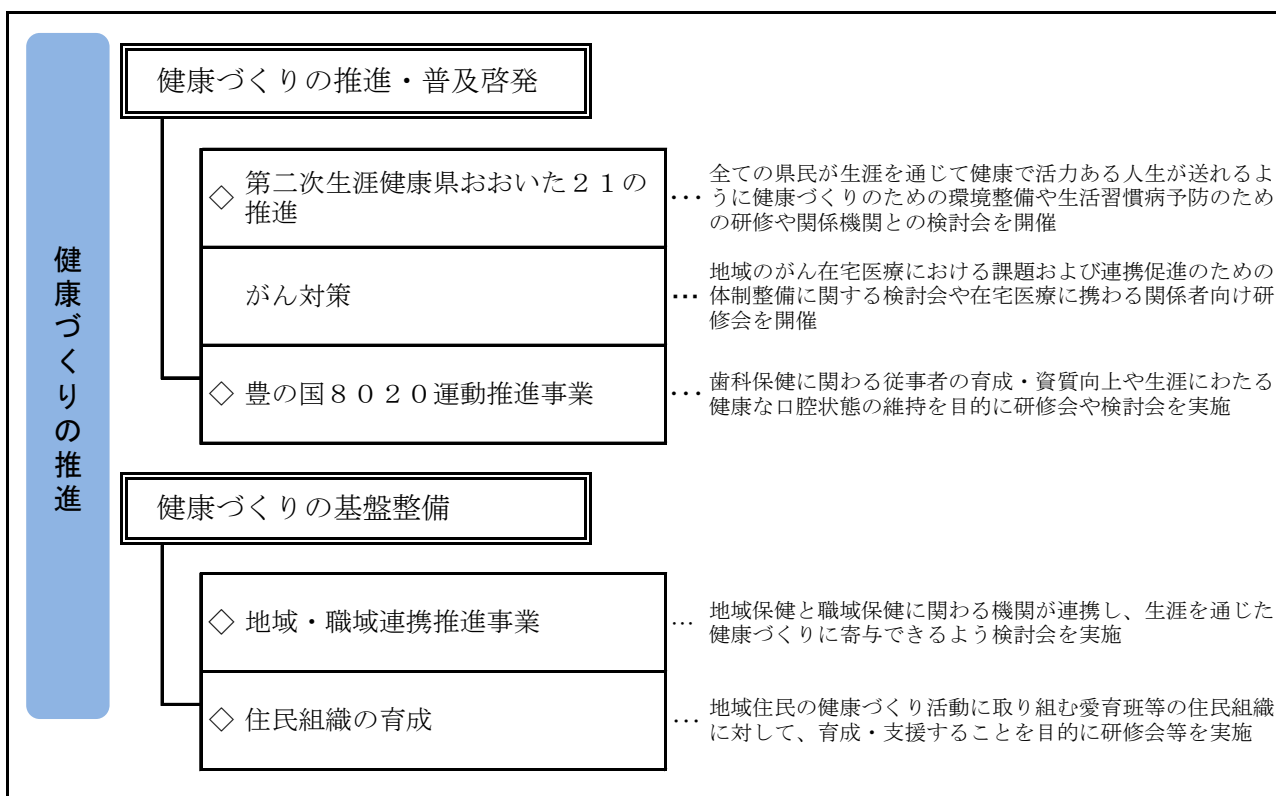 健康づくりの推進
健康づくりの推進・普及啓発
◇ 第二次生涯健康県おおいた２１の
推進
… 全ての県民が生涯を通じて健康で活力ある人生が送れるよ
うに健康づくりのための環境整備や生活習慣病予防のため
の研修や関係機関との検討会を開催
がん対策
… 地域のがん在宅医療における課題および連携促進のための
体制整備に関する検討会や在宅医療に携わる関係者向け研
修会を開催
◇ 豊の国８０２０運動推進事業
… 歯科保健に関わる従事者の育成・資質向上や生涯にわたる
健康な口腔状態の維持を目的に研修会や検討会を実施
健康づくりの基盤整備
◇ 地域・職域連携推進事業
… 地域保健と職域保健に関わる機関が連携し、生涯を通じた
健康づくりに寄与できるよう検討会を実施
◇ 住民組織の育成
… 地域住民の健康づくり活動に取り組む愛育班等の住民組織
に対して、育成・支援することを目的に研修会等を実施